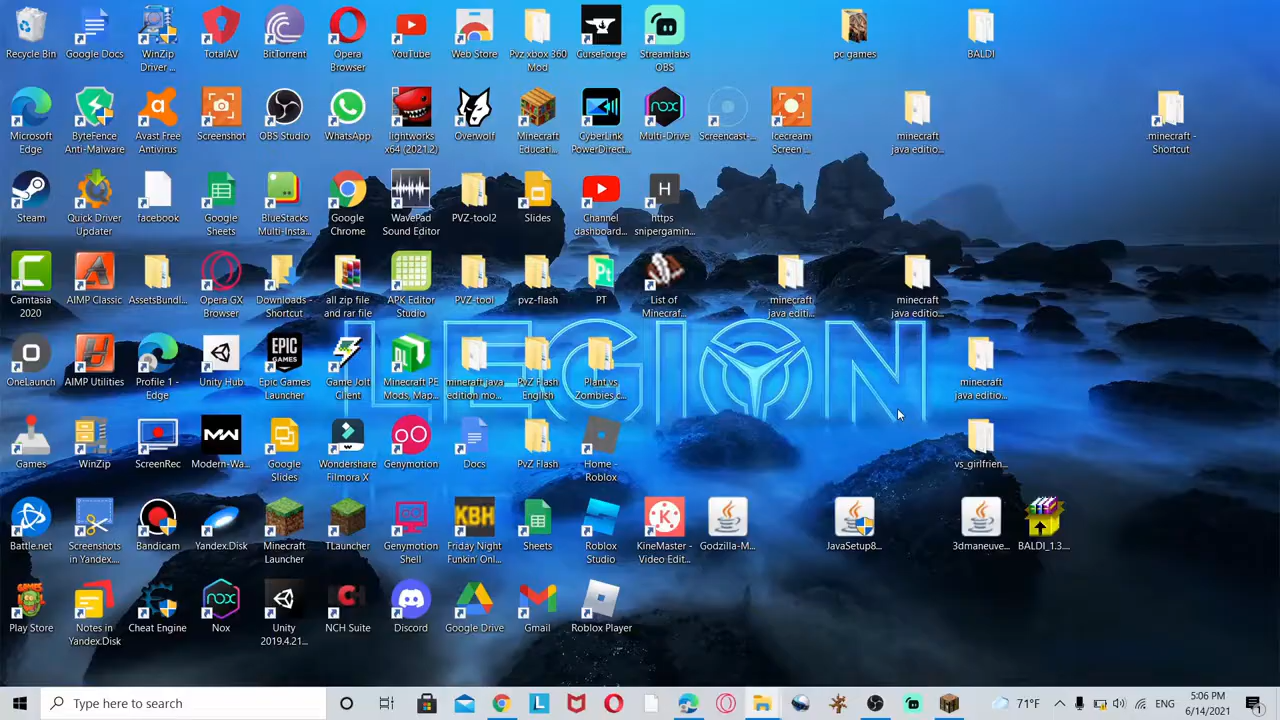 Recycle Bin
Google Docs
WinZip
Driver ...
TotalAV
BitTorrent
Opera
Browser
YouTube
Web Store
Pvz xbox 360
Mod
CurseForge
Streamlabs
OBS
pc games
BALDI
Microsoft
Edge
ByteFence
Anti-Malware
Avast Free
Antivirus
Screenshot
OBS Studio
WhatsApp
lightworks
x64 (2021.2)
Overwolf
Minecraft
Educati...
CyberLink
PowerDirect...
nox
Multi-Drive
Screencast-...
Icecream
Screen ...
minecraft
java editio...
.minecraft -
Shortcut
Steam
Quick Driver
Updater
facebook
Google
Sheets
BlueStacks
Multi-Insta...
Google
Chrome
WavePad
Sound Editor
PVZ-tool2
Slides
Channel
dashboard...
H
https
snipergamin...
Camtasia
2020
AIMP Classic
AssetsBundl...
Opera GX
Browser
Downloads -
Shortcut
all zip file
and rar file
APK Editor
Studio
PVZ-tool
pvz-flash
Pt
PT
List of
Minecraf...
minecraft
java editi...
minecraft
java editio...
LEGION
OneLaunch
AIMP Utilities
Profile 1 -
Edge
Unity Hub
EPIC
GAMES
Epic Games
Launcher
Game Jolt
Client
Minecraft PE
Mods, Map...
minecraft java
edition mo...
PvZ Flash
English
Plant vs
Zombies c...
minecraft
java editio...
Games
WinZip
ScreenRec
MW
Modern-Wa...
Google
Slides
Wondershare
Filmora X
Genymotion
Docs
PvZ Flash
Home -
Roblox
vs_girlfrien...
Battle.net
Screenshots
in Yandex....
Bandicam
Yandex.Disk
Minecraft
Launcher
TLauncher
Genymotion
Shell
KBH
Friday Night
Funkin' Onl...
Sheets
Roblox
Studio
K
KineMaster -
Video Edit...
Godzilla-M...
JavaSetup8...
3dmaneuve...
BALDI_1.3....
Play Store
Notes in
Yandex.Disk
Cheat Engine
nox
Nox
Unity
2019.4.21...
NCH Suite
Discord
Google Drive
Gmail
Roblox Player
Type here to search
L
71°F
ENG
5:06 PM
6/14/2021
1